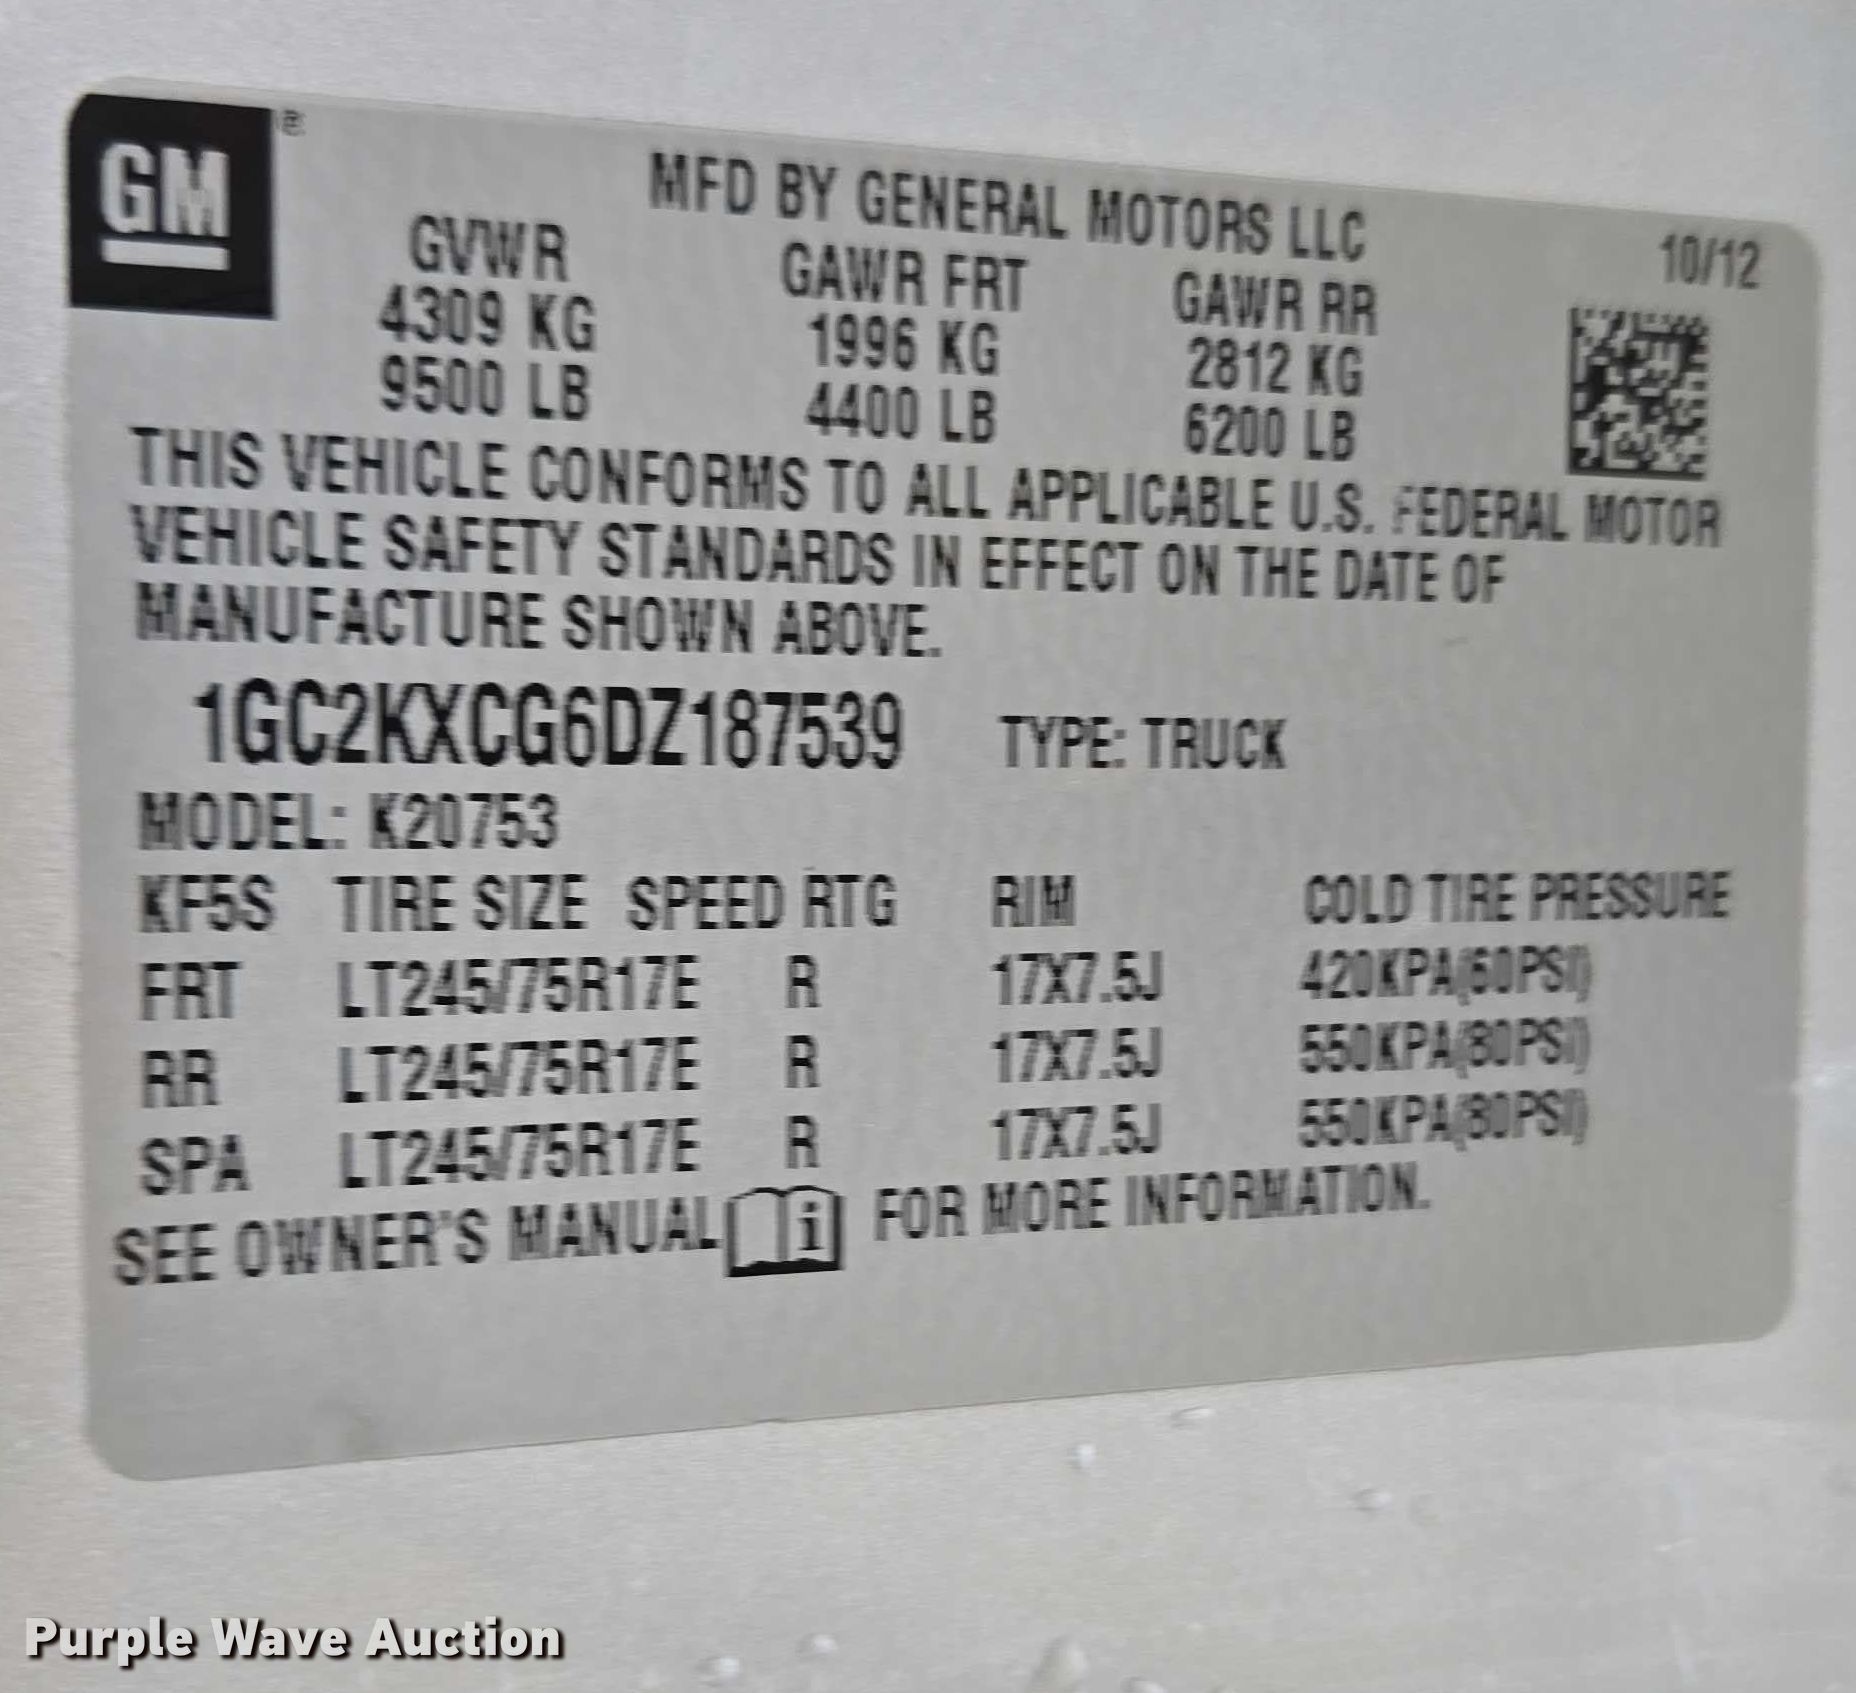 GM ®
MFD BY GENERAL MOTORS LLC
10/12
GVWR GAWR FRT GAWR RR
4309 KG 1996 KG 2812 KG
9500 LB 4400 LB 6200 LB
THIS VEHICLE CONFORMS TO ALL APPLICABLE U.S. FEDERAL MOTOR
VEHICLE SAFETY STANDARDS IN EFFECT ON THE DATE OF
MANUFACTURE SHOWN ABOVE.
1GC2KXCG6DZ187539 TYPE: TRUCK
MODEL: K20753
KF5S TIRE SIZE SPEED RTG RIM COLD TIRE PRESSURE
FRT LT245/75R17E R 17X7.5J 420KPA(60PSI)
RR LT245/75R17E R 17X7.5J 550KPA(80PSI)
SPA LT245/75R17E R 17X7.5J 550KPA(80PSI)
SEE OWNER'S MANUAL i FOR MORE INFORMATION.
Purple Wave Auction